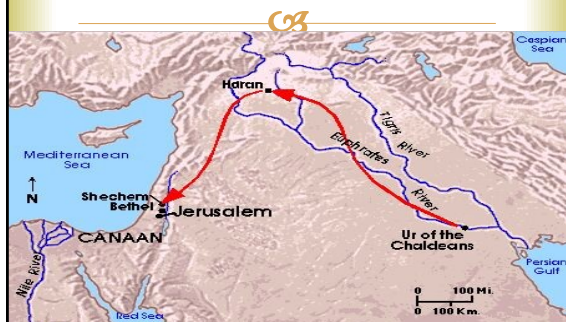 Caspian
Sea
Haran
Tigris River
Euphrates River
Mediterranean
Sea
N
Shechem
Bethel
Jerusalem
CANAAN
Ur of the
Chaldeans
Nile River
Persian
Gulf
0 100 Mi.
0 100 Km.
Red Sea